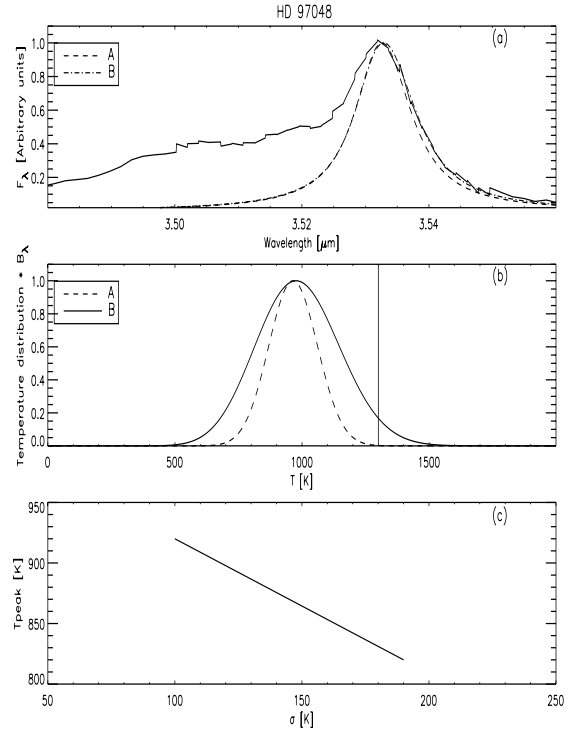 HD 97048
(a)
A
B
1.0
0.8
0.6
0.4
0.2
Fλ [Arbitrary units]
3.50 3.52 3.54
Wavelength [μm]
(b)
A
B
1.0
0.8
0.6
0.4
0.2
0.0
Temperature distribution * Bλ
0 500 1000 1500
T [K]
(c)
950
900
850
800
Tpeak [K]
50 100 150 200 250
σ [K]